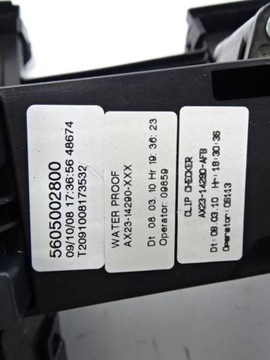 5605002800
09/10/08 17:36:56 48674
T2091008173532
WATER PROOF
AX23-14290-XXX
Dt 08. 03. 10 Hr 19: 36: 23
Operator: 09859
CLIP CHECKER
AX23-14290-AFB
Dt: 08.03.10 Hr: 19:30:36
Operator: 08113